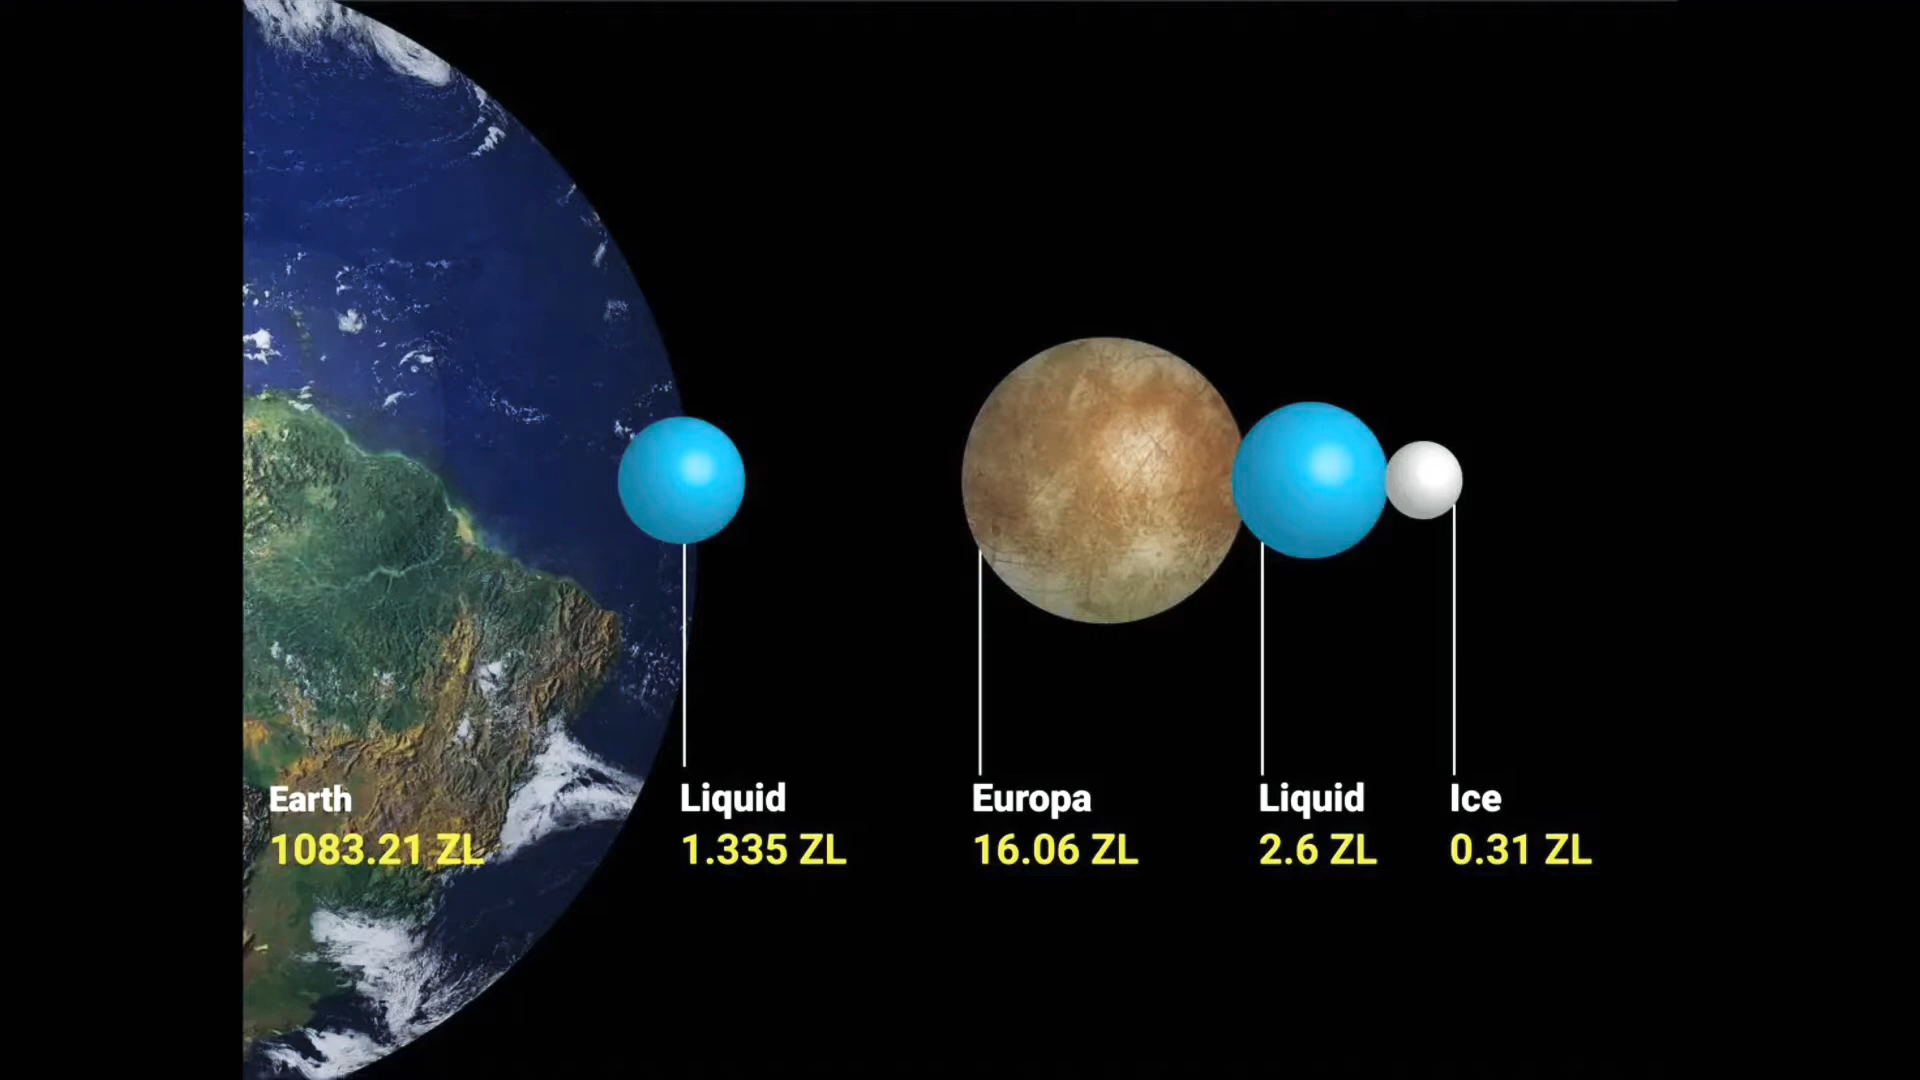 Earth
1083.21 ZL
Liquid
1.335 ZL
Europa
16.06 ZL
Liquid
2.6 ZL
Ice
0.31 ZL